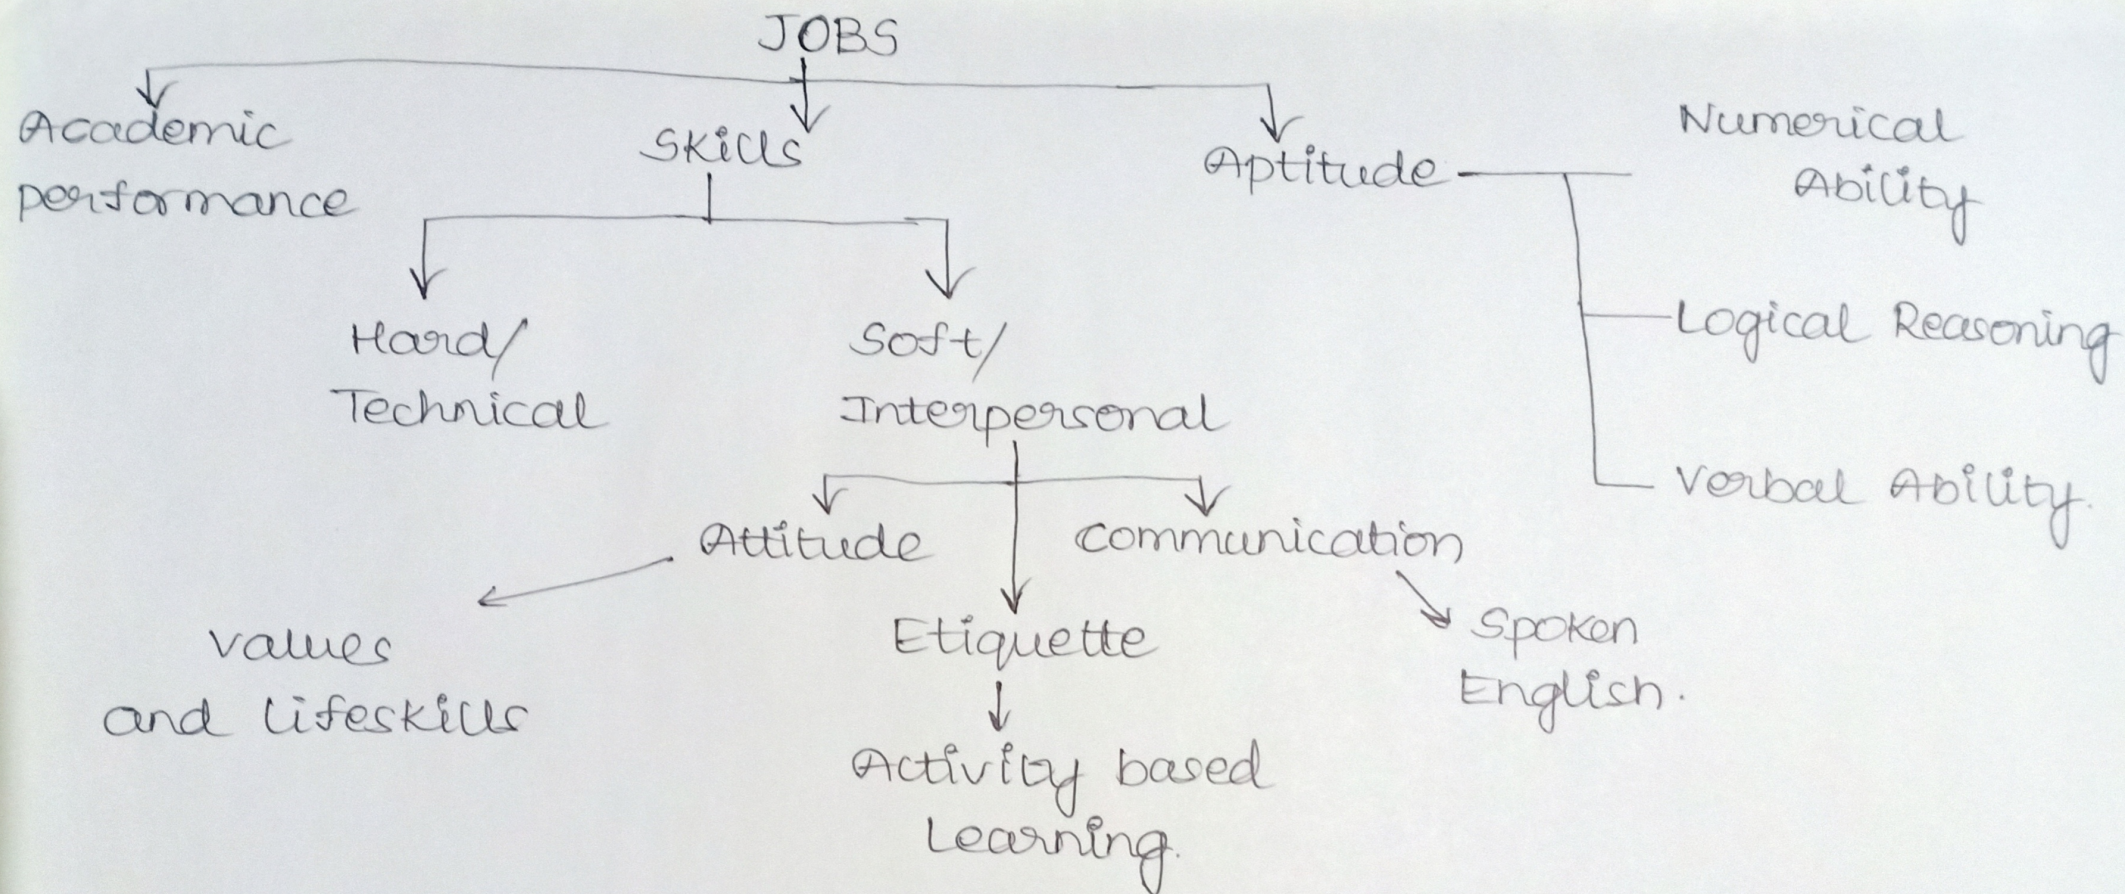 JOBS
Academic
performance
Skills
Aptitude
Numerical
Ability
Logical Reasoning
Verbal Ability.
Hard/
Technical
Soft/
Interpersonal
Attitude
Communication
Etiquette
values
and lifeskills
Spoken
English.
Activity based
Learning.